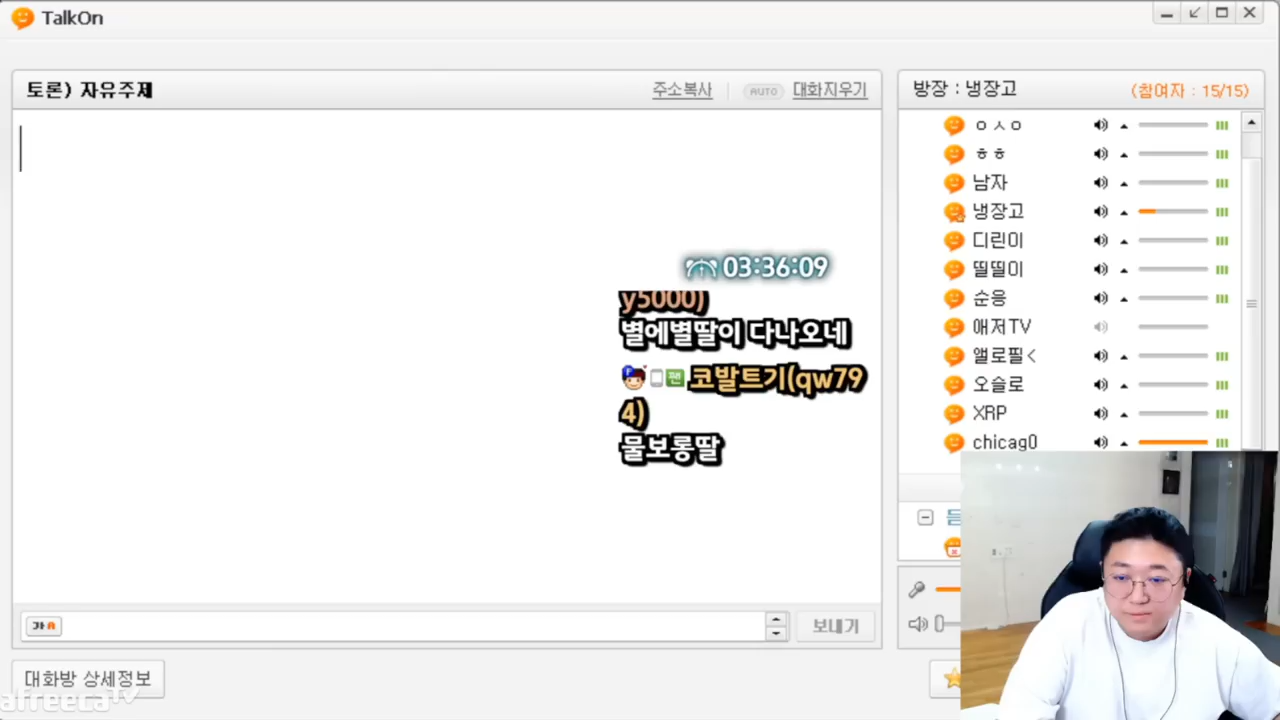 TalkOn
토론) 자유주제
주소복사
AUTO
대화지우기
방장 : 냉장고
(참여자 : 15/15)
ㅇㅅㅇ
ㅎㅎ
남자
냉장고
디린이
띨띨이
순응
애저TV
앨로필<
오슬로
XRP
chicag0
03:36:09
y5000)
별에별딸이 다나오네
팬 코발트기(qw79
4)
물보롱딸
가
보내기
대화방 상세정보
afreecaTV